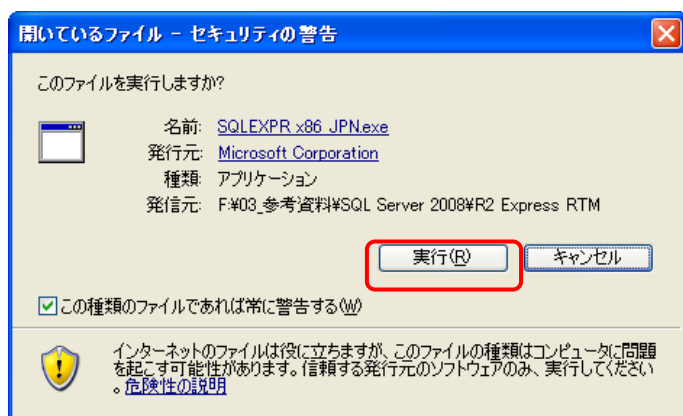 開いているファイル - セキュリティの警告
このファイルを実行しますか?
名前: SQLEXPR_x86_JPN.exe
発行元: Microsoft Corporation
種類: アプリケーション
発信元: F:¥03_参考資料¥SQL Server 2008¥R2 Express RTM
実行(R) キャンセル
この種類のファイルであれば常に警告する(W)
インターネットのファイルは役に立ちますが、このファイルの種類はコンピュータに問題
を起こす可能性があります。信頼する発行元のソフトウェアのみ、実行してください
。危険性の説明